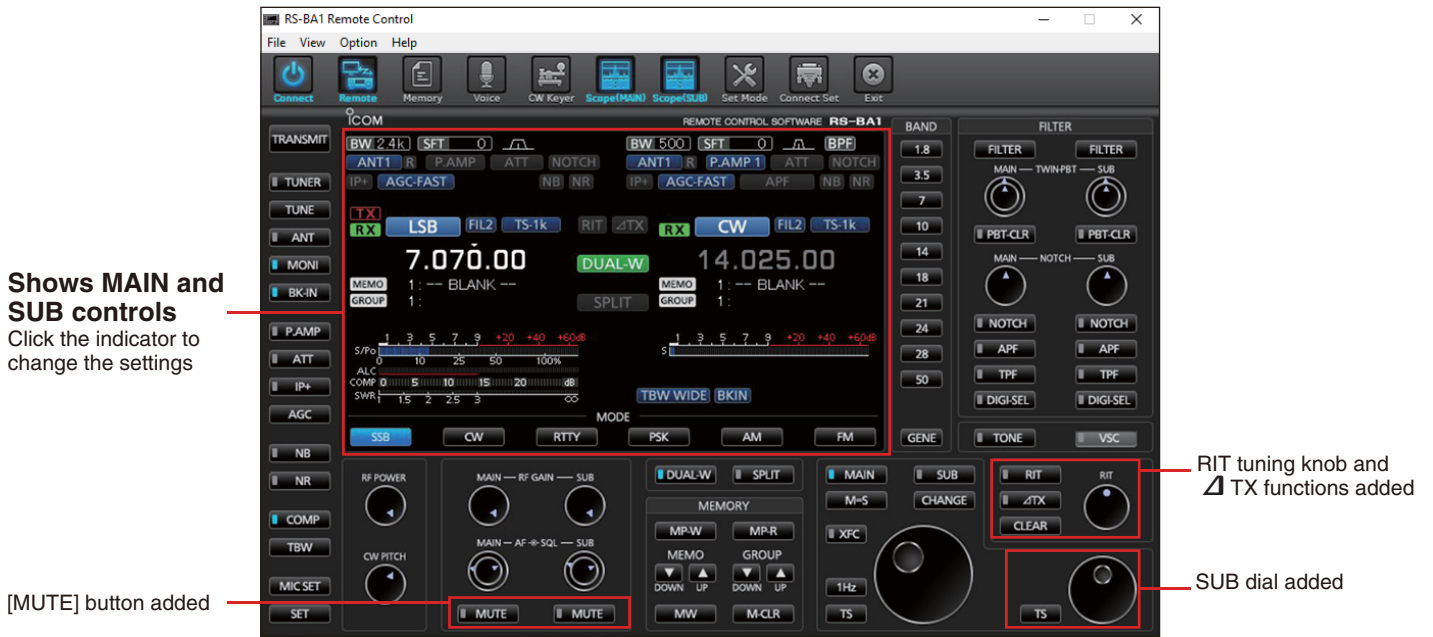 RS-BA1 Remote Control
File View Option Help
Connect Remote Memory Voice CW Keyer Scope(MAIN) Scope(SUB) Set Mode Connect Set Exit
ICOM REMOTE CONTROL SOFTWARE RS-BA1
TRANSMIT
TUNER
TUNE
ANT
MONI
BK-IN
P.AMP
ATT
IP+
AGC
NB
NR
COMP
TBW
MIC SET
SET
BW 2.4k SFT 0
ANT1 R P.AMP ATT NOTCH
IP+ AGC-FAST NB NR
BW 500 SFT 0 BPF
ANT1 R P.AMP 1 ATT NOTCH
IP+ AGC-FAST APF NB NR
TX
RX LSB FIL2 TS-1k RIT ⊿TX RX CW FIL2 TS-1k
7.070.00 DUAL-W 14.025.00
MEMO 1: -- BLANK -- MEMO 1: -- BLANK --
GROUP 1: SPLIT GROUP 1:
1 3 5 7 9 +20 +40 +60dB
S/Po
0 10 25 50 100%
ALC
COMP 0 5 10 15 20 dB
SWR 1 1.5 2 2.5 3 ∞
1 3 5 7 9 +20 +40 +60dB
S
TBW WIDE BKIN
MODE
SSB CW RTTY PSK AM FM
BAND
1.8
3.5
7
10
14
18
21
24
28
50
GENE
FILTER
FILTER FILTER
MAIN — TWIN-PBT — SUB
PBT-CLR PBT-CLR
MAIN — NOTCH — SUB
NOTCH NOTCH
APF APF
TPF TPF
DIGI-SEL DIGI-SEL
TONE VSC
RF POWER
CW PITCH
MAIN — RF GAIN — SUB
MAIN — AF SQL — SUB
MUTE MUTE
DUAL-W SPLIT
MEMORY
MP-W MP-R
MEMO GROUP
DOWN UP DOWN UP
MW M-CLR
MAIN SUB
M=S CHANGE
XFC
1Hz
TS
RIT
⊿TX
CLEAR
RIT
TS
Shows MAIN and
SUB controls
Click the indicator to
change the settings
[MUTE] button added
RIT tuning knob and
⊿ TX functions added
SUB dial added